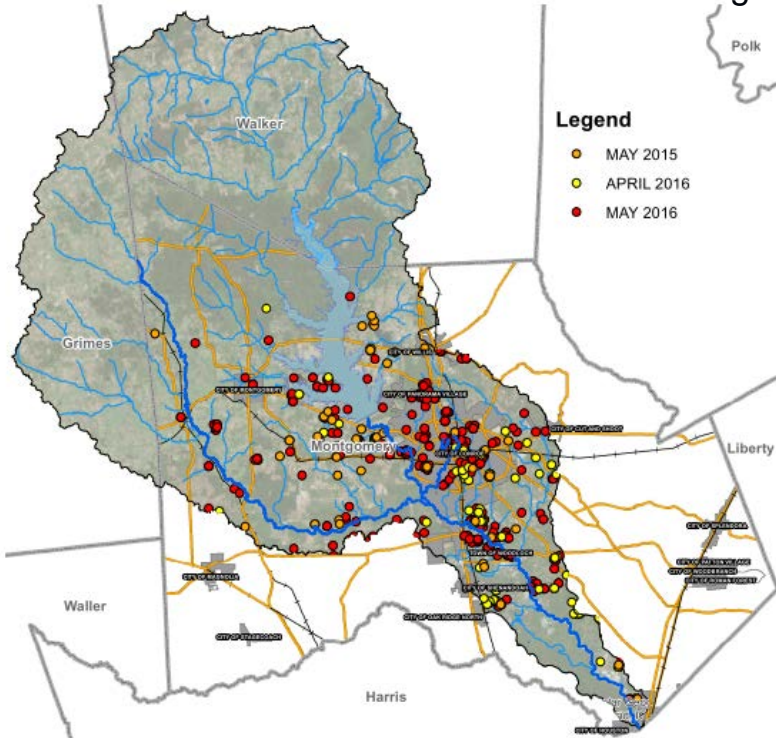 g
Polk
Walker
Legend
MAY 2015
APRIL 2016
MAY 2016
Grimes
CITY OF WILLIS
CITY OF MONTGOMERY
CITY OF PANORAMA VILLAGE
CITY OF CUT AND SHOOT
Montgomery
CITY OF CONROE
Liberty
CITY OF SPLENDORA
TOWN OF WOODLOCH
CITY OF PATTON VILLAGE
CITY OF WOODBRANCH
CITY OF MAGNOLIA
CITY OF ROMAN FOREST
CITY OF SHENANDOAH
Waller
CITY OF OAK RIDGE NORTH
CITY OF STAGECOACH
Harris
CITY OF HOUSTON